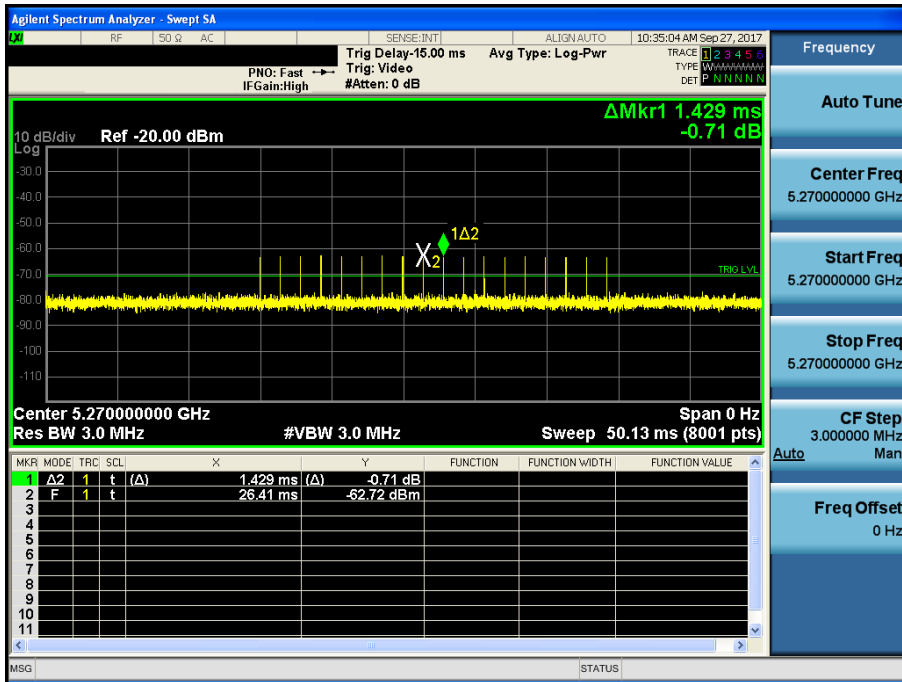 Agilent Spectrum Analyzer - Swept SA
LXI RF 50 Ω AC SENSE:INT ALIGN AUTO 10:35:04 AM Sep 27, 2017
PNO: Fast
IFGain:High
Trig Delay-15.00 ms
Trig: Video
#Atten: 0 dB
Avg Type: Log-Pwr
TRACE 1 2 3 4 5 6
TYPE WWWWWW
DET P N N N N N
ΔMkr1 1.429 ms
-0.71 dB
10 dB/div Ref -20.00 dBm
Log
-30.0
-40.0
-50.0
1Δ2
-60.0
X2
TRIG LVL
-70.0
-80.0
-90.0
-100
-110
Center 5.270000000 GHz Span 0 Hz
Res BW 3.0 MHz #VBW 3.0 MHz Sweep 50.13 ms (8001 pts)
MKR MODE TRC SCL X Y FUNCTION FUNCTION WIDTH FUNCTION VALUE
1 Δ2 1 t (Δ) 1.429 ms (Δ) -0.71 dB
2 F 1 t 26.41 ms -62.72 dBm
3
4
5
6
7
8
9
10
11
MSG STATUS
Frequency
Auto Tune
Center Freq
5.270000000 GHz
Start Freq
5.270000000 GHz
Stop Freq
5.270000000 GHz
CF Step
3.000000 MHz
Auto Man
Freq Offset
0 Hz